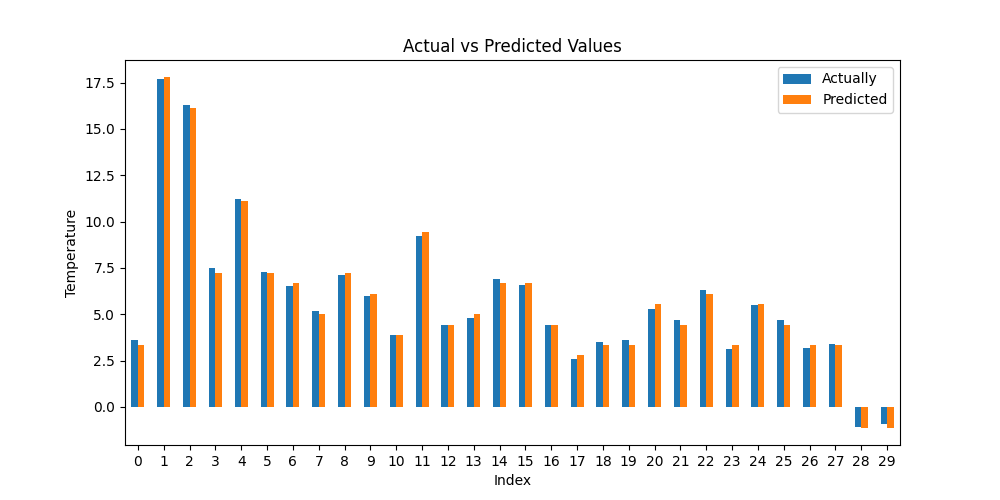 Actual vs Predicted Values
Actually
Predicted
Temperature
17.5
15.0
12.5
10.0
7.5
5.0
2.5
0.0
0 1 2 3 4 5 6 7 8 9 10 11 12 13 14 15 16 17 18 19 20 21 22 23 24 25 26 27 28 29
Index